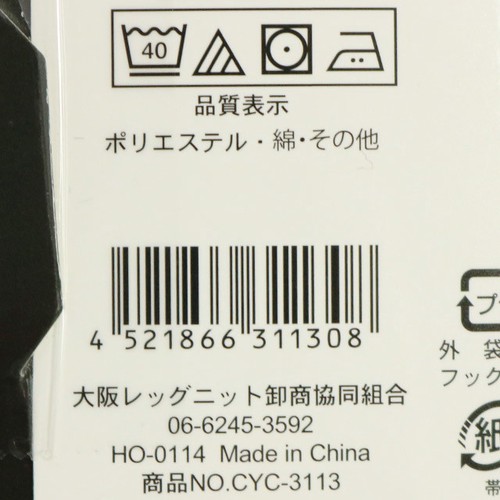 40
品質表示
ポリエステル・綿・その他
4 521866 311308
大阪レッグニット卸商協同組合
06-6245-3592
HO-0114 Made in China
商品NO.CYC-3113
プ
外 袋
フック
紙
帯